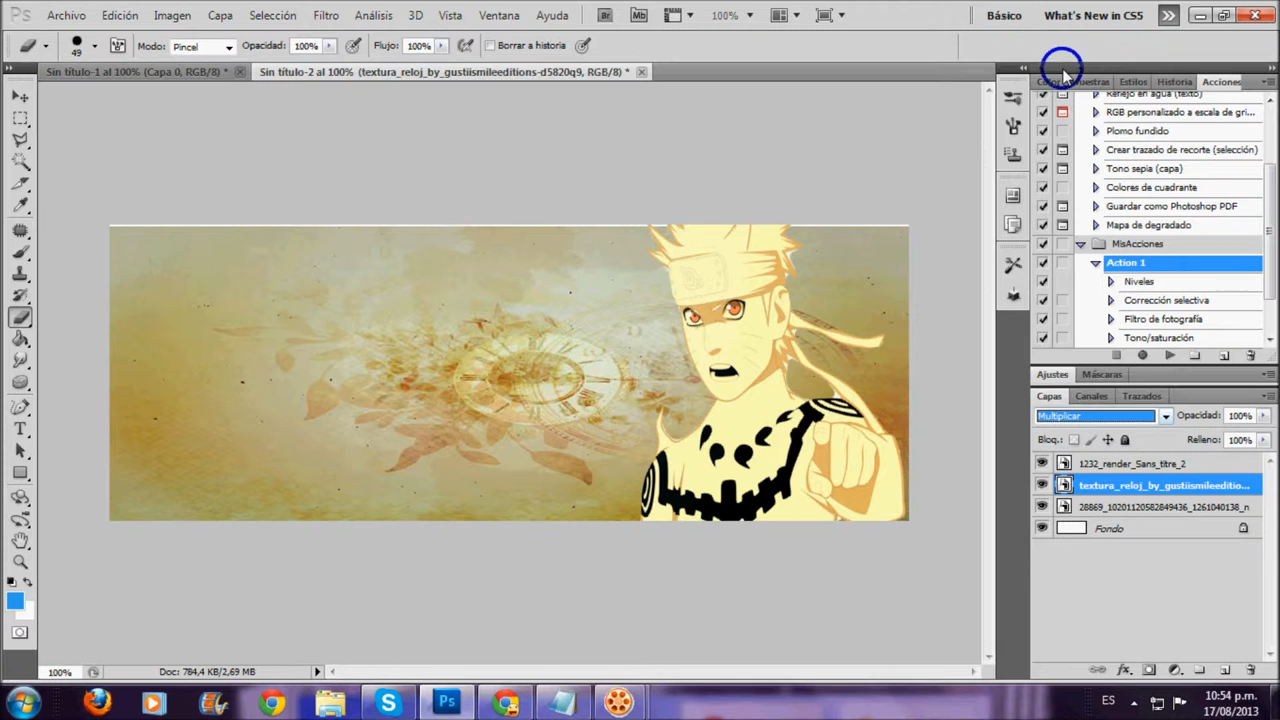 Ps Archivo Edición Imagen Capa Selección Filtro Análisis 3D Vista Ventana Ayuda Br Mb 100% Básico What's New in CS5
49 Modo: Pincel Opacidad: 100% Flujo: 100% Borrar a historia
Sin título-1 al 100% (Capa 0, RGB/8) * Sin título-2 al 100% (textura_reloj_by_gustiismileeditions-d5820q9, RGB/8) *
Estilos Historia Acciones
Reflejo en agua (texto)
RGB personalizado a escala de gri...
Plomo fundido
Crear trazado de recorte (selección)
Tono sepia (capa)
Colores de cuadrante
Guardar como Photoshop PDF
Mapa de degradado
MisAcciones
Action 1
Niveles
Corrección selectiva
Filtro de fotografía
Tono/saturación
Ajustes Máscaras
Capas Canales Trazados
Multiplicar Opacidad: 100%
Bloq.: Relleno: 100%
1232_render_Sans_titre_2
textura_reloj_by_gustiismileeditio...
28869_10201120582849436_1261040138_n
Fondo
100% Doc: 784,4 KB/2,69 MB
ES 10:54 p.m.
17/08/2013